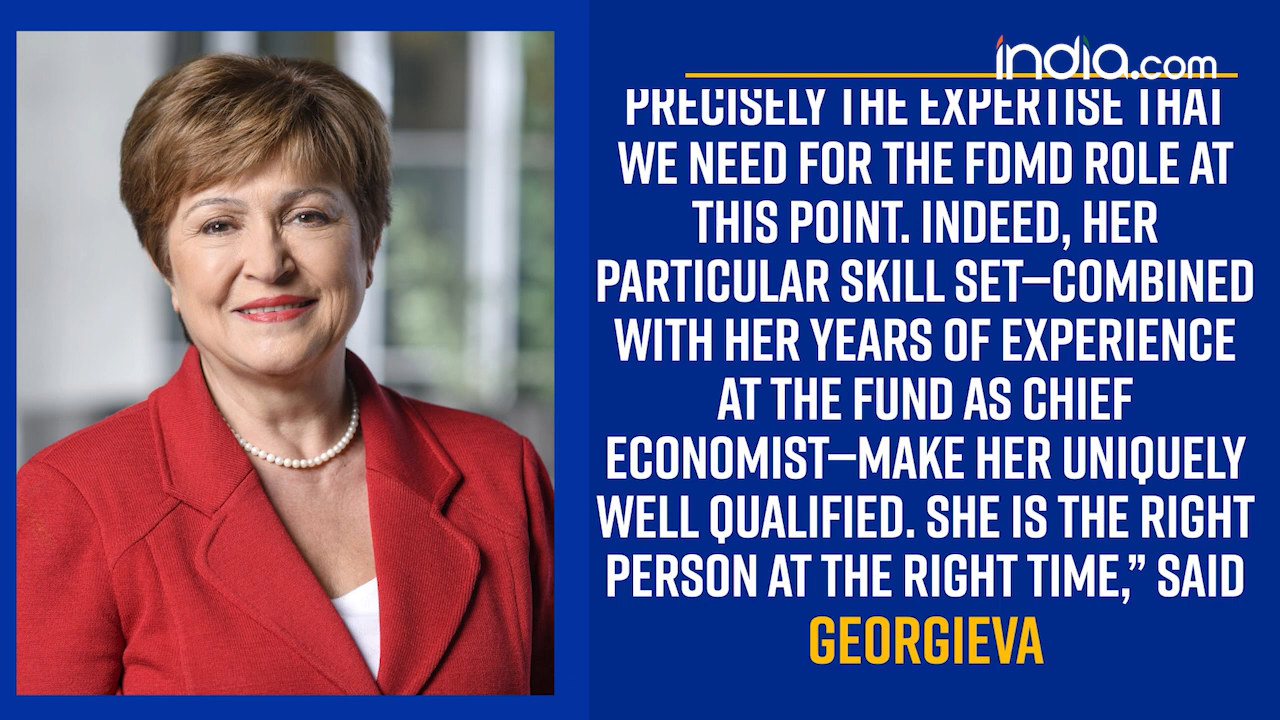 india.com
PRECISELY THE EXPERTISE THAT
WE NEED FOR THE FDMD ROLE AT
THIS POINT. INDEED, HER
PARTICULAR SKILL SET—COMBINED
WITH HER YEARS OF EXPERIENCE
AT THE FUND AS CHIEF
ECONOMIST—MAKE HER UNIQUELY
WELL QUALIFIED. SHE IS THE RIGHT
PERSON AT THE RIGHT TIME,” SAID
GEORGIEVA